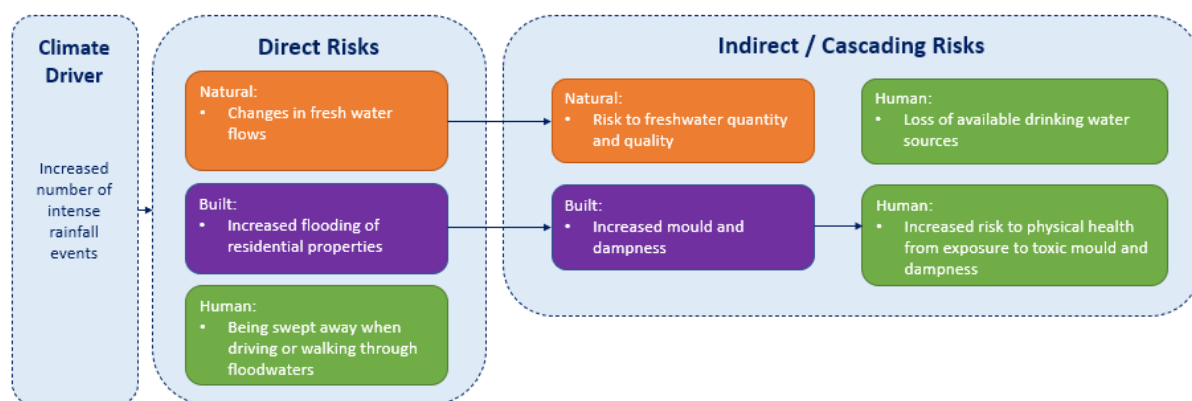 Climate
Driver
Increased
number of
intense
rainfall
events
Direct Risks
Natural:
• Changes in fresh water
flows
Built:
• Increased flooding of
residential properties
Human:
• Being swept away when
driving or walking through
floodwaters
Indirect / Cascading Risks
Natural:
• Risk to freshwater quantity
and quality
Human:
• Loss of available drinking water
sources
Built:
• Increased mould and
dampness
Human:
• Increased risk to physical health
from exposure to toxic mould and
dampness